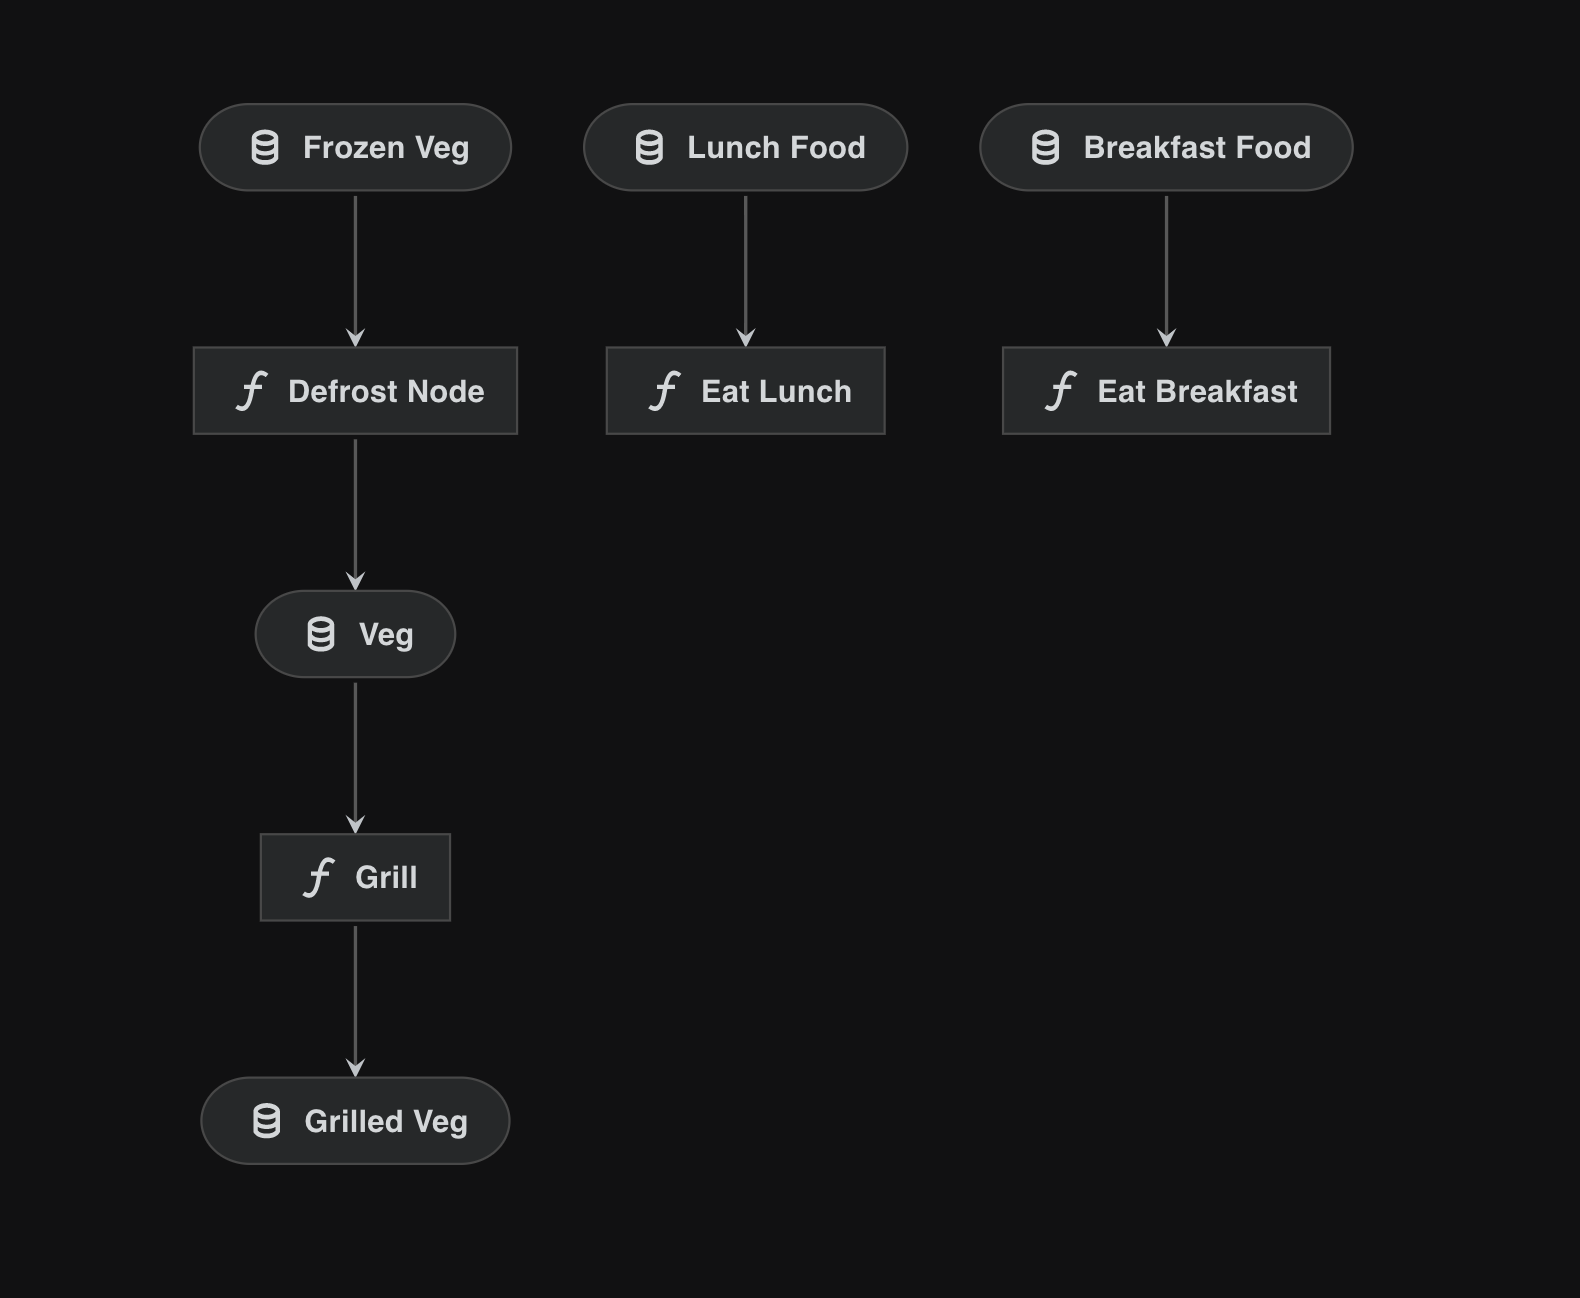 Frozen Veg
Lunch Food
Breakfast Food
Defrost Node
Eat Lunch
Eat Breakfast
Veg
Grill
Grilled Veg